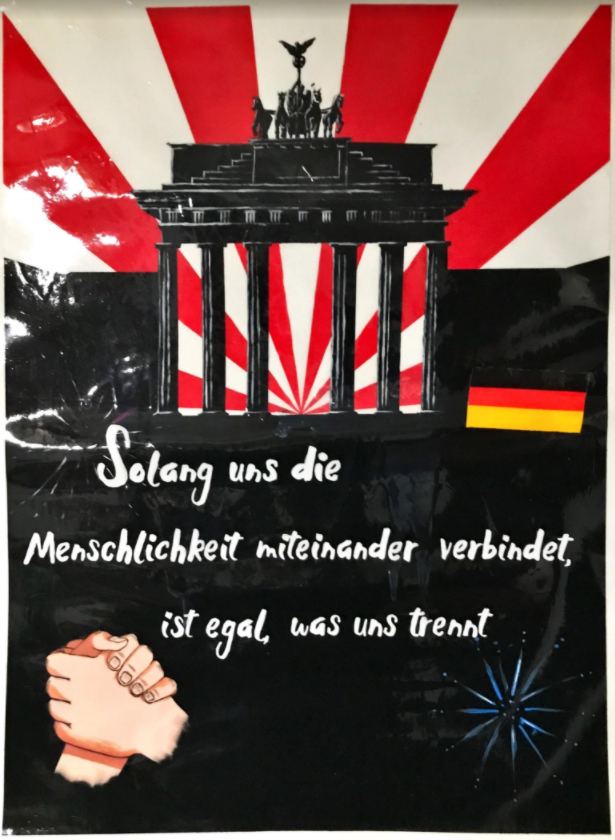 Solang uns die
Menschlichkeit miteinander verbindet,
ist egal, was uns trennt